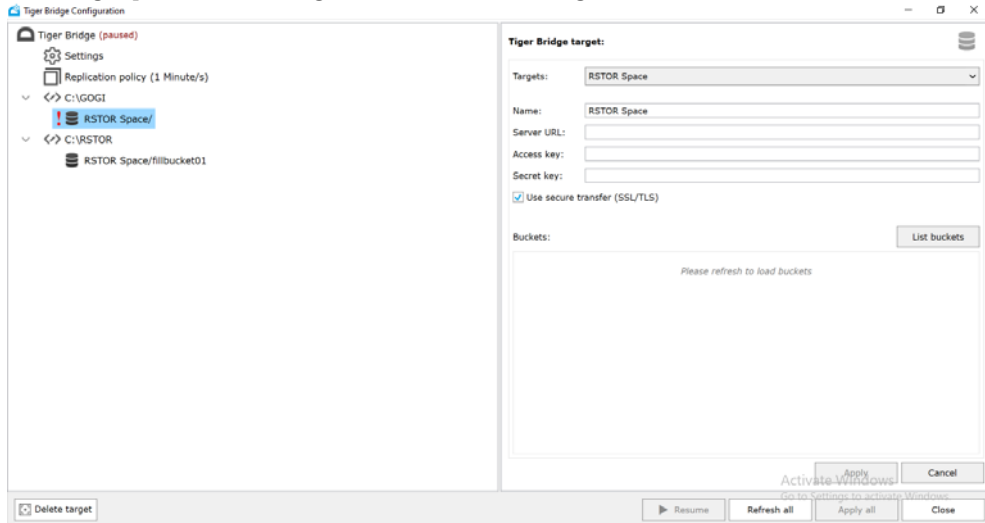 Tiger Bridge Configuration
Tiger Bridge (paused)
Settings
Replication policy (1 Minute/s)
C:\GOGI
RSTOR Space/
C:\RSTOR
RSTOR Space/fillbucket01
Delete target
Tiger Bridge target:
Targets: RSTOR Space
Name: RSTOR Space
Server URL:
Access key:
Secret key:
Use secure transfer (SSL/TLS)
Buckets: List buckets
Please refresh to load buckets
Apply Cancel
Activate Windows
Go to Settings to activate Windows.
Resume Refresh all Apply all Close